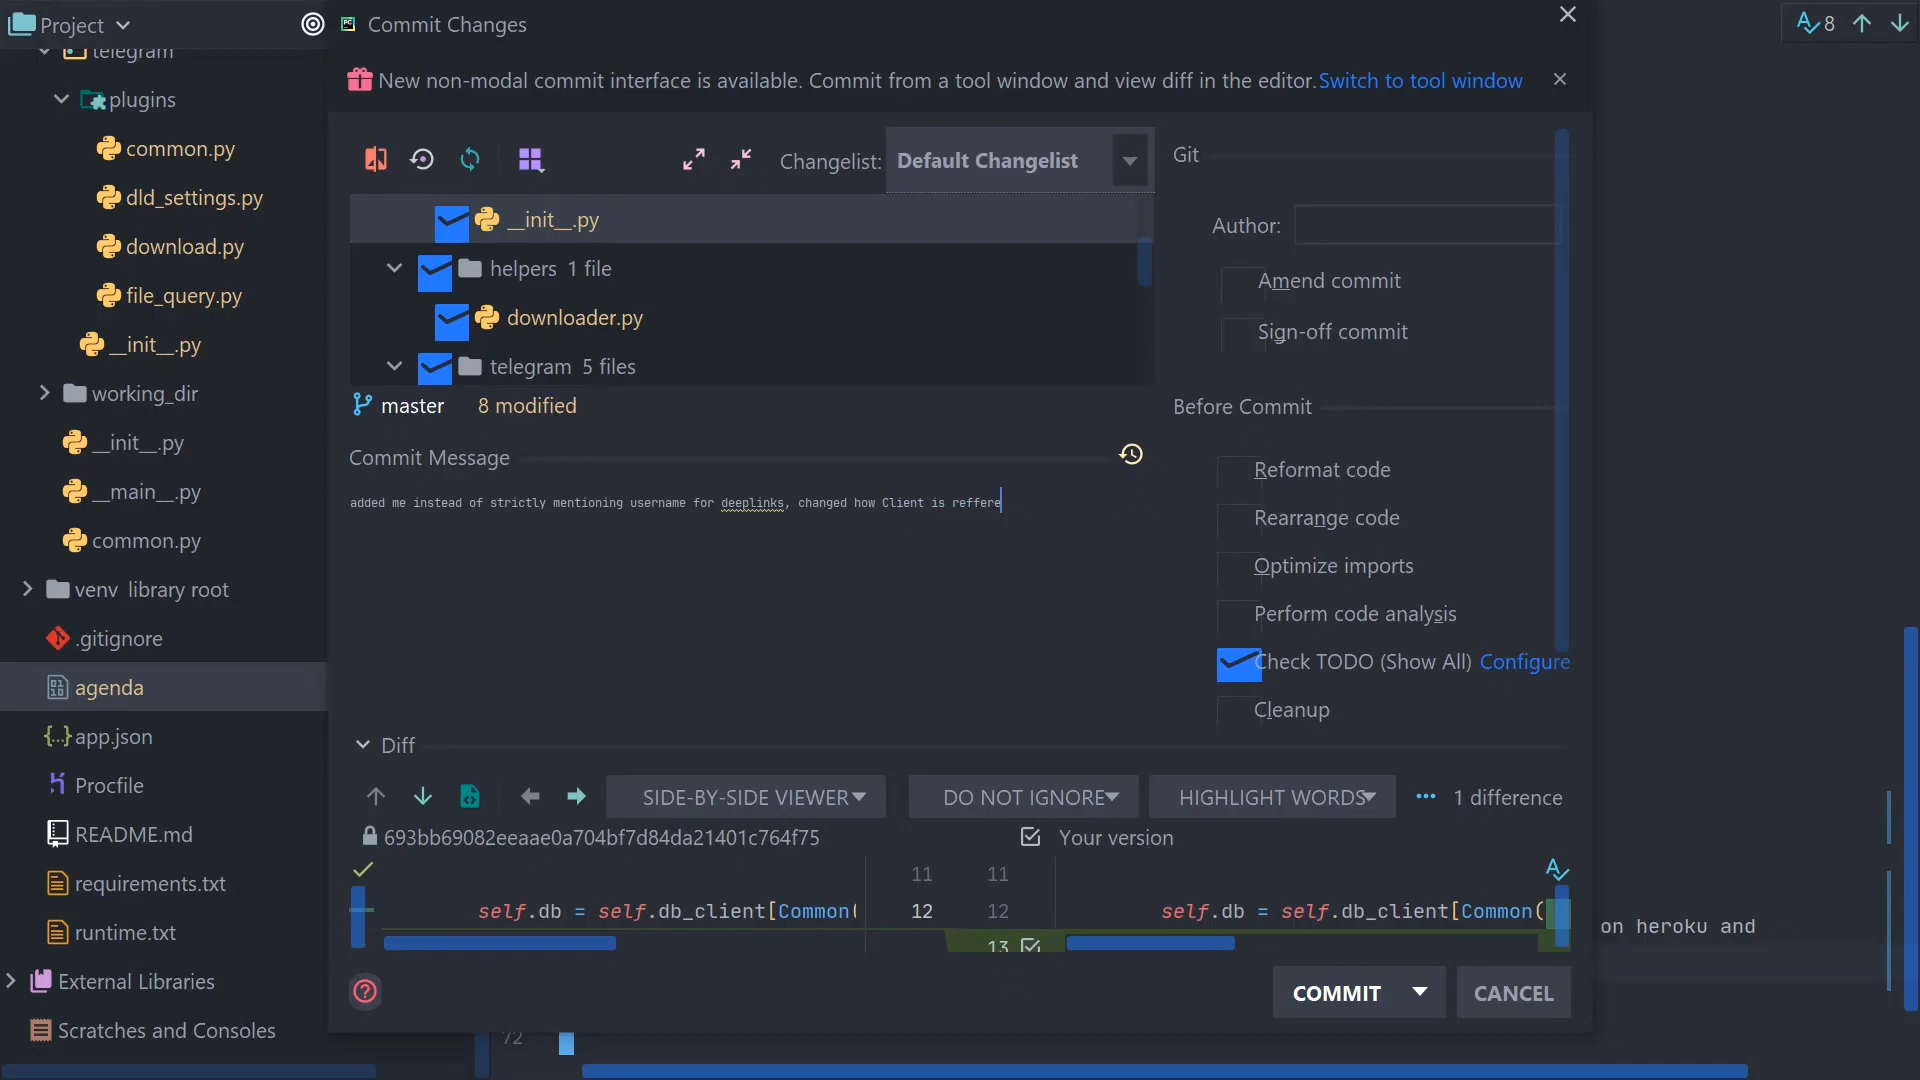 Project
telegram
plugins
common.py
dld_settings.py
download.py
file_query.py
__init__.py
working_dir
__init__.py
__main__.py
common.py
venv library root
.gitignore
agenda
app.json
Procfile
README.md
requirements.txt
runtime.txt
External Libraries
Scratches and Consoles
Commit Changes
New non-modal commit interface is available. Commit from a tool window and view diff in the editor. Switch to tool window
Changelist: Default Changelist
__init__.py
helpers 1 file
downloader.py
telegram 5 files
master 8 modified
Commit Message
added me instead of strictly mentioning username for deeplinks, changed how Client is reffere
Git
Author:
Amend commit
Sign-off commit
Before Commit
Reformat code
Rearrange code
Optimize imports
Perform code analysis
Check TODO (Show All) Configure
Cleanup
Diff
SIDE-BY-SIDE VIEWER DO NOT IGNORE HIGHLIGHT WORDS ... 1 difference
693bb69082eeaae0a704bf7d84da21401c764f75 Your version
11 11
self.db = self.db_client[Common( 12 12 self.db = self.db_client[Common(
13
COMMIT CANCEL
8
on heroku and
72